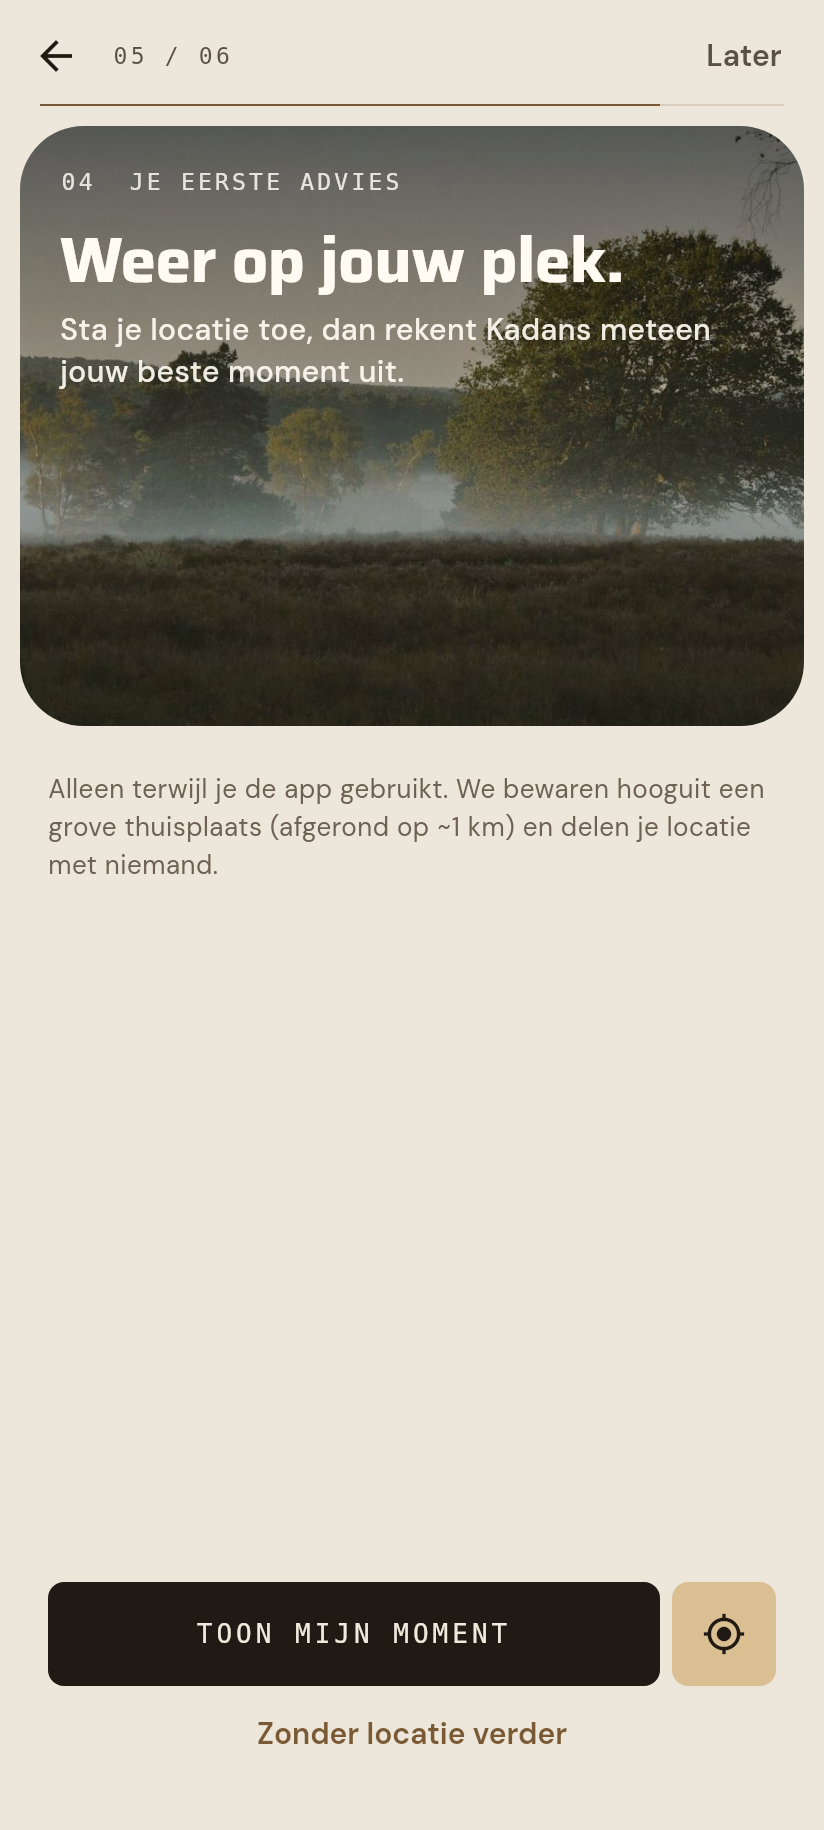 05 / 06
Later
04 JE EERSTE ADVIES
Weer op jouw plek.
Sta je locatie toe, dan rekent Kadans meteen
jouw beste moment uit.
Alleen terwijl je de app gebruikt. We bewaren hooguit een
grove thuisplaats (afgerond op ~1 km) en delen je locatie
met niemand.
TOON MIJN MOMENT
Zonder locatie verder